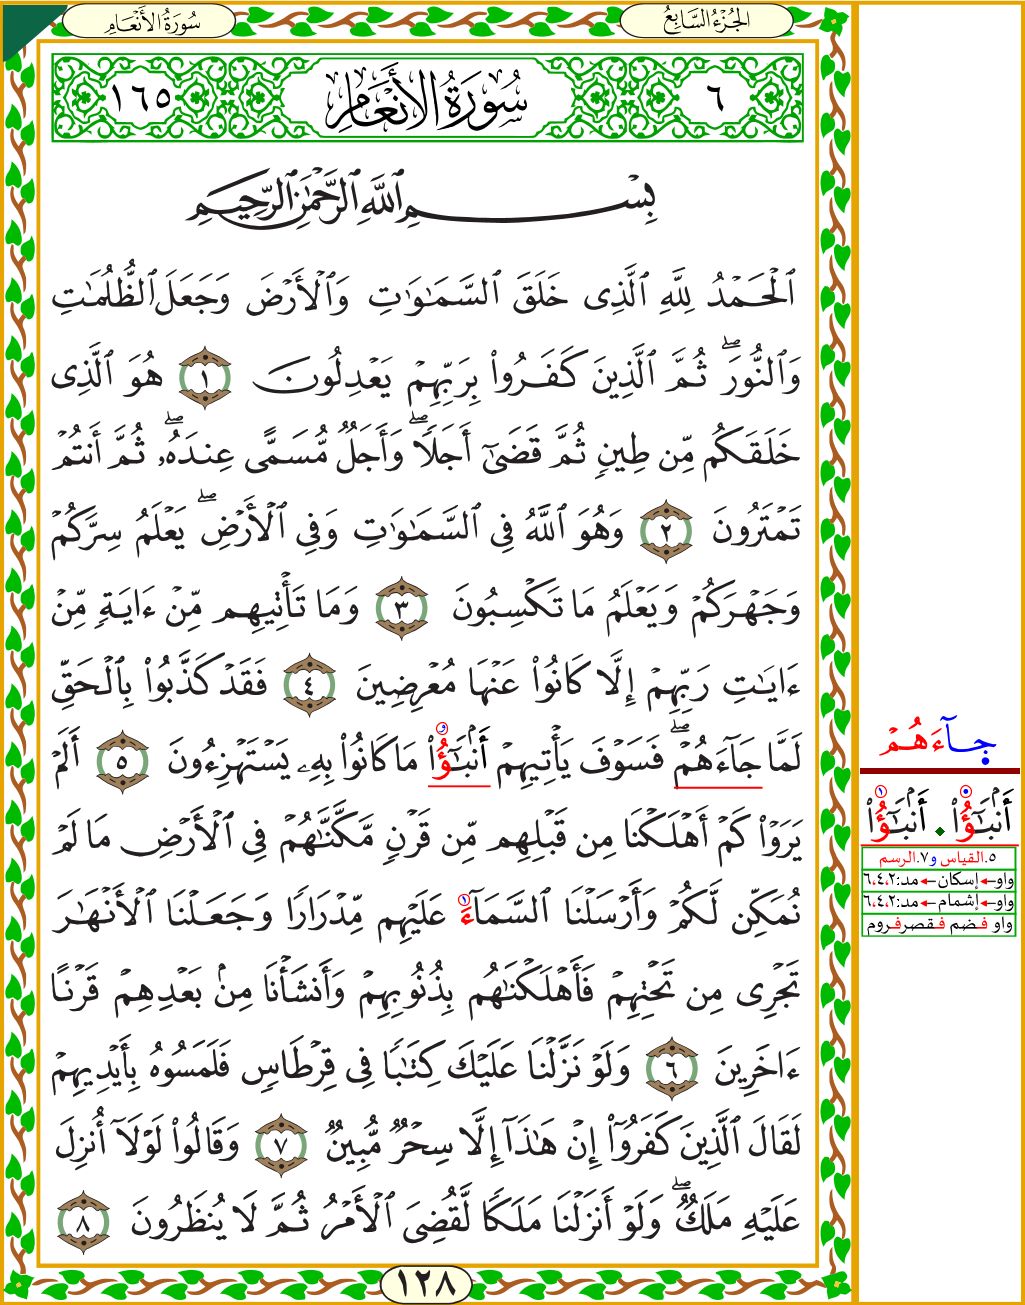 الجُزْءُ السَّابِعُ
سُورَةُ الأَنْعَامِ
٦
سُورَةُ الأَنْعَامِ
١٦٥
بِسْمِ ٱللَّهِ ٱلرَّحْمَٰنِ ٱلرَّحِيمِ
ٱلْحَمْدُ لِلَّهِ ٱلَّذِى خَلَقَ ٱلسَّمَٰوَٰتِ وَٱلْأَرْضَ وَجَعَلَ ٱلظُّلُمَٰتِ
وَٱلنُّورَ ۖ ثُمَّ ٱلَّذِينَ كَفَرُوا۟ بِرَبِّهِمْ يَعْدِلُونَ ١ هُوَ ٱلَّذِى
خَلَقَكُم مِّن طِينٍ ثُمَّ قَضَىٰٓ أَجَلًا ۖ وَأَجَلٌ مُّسَمًّى عِندَهُۥ ۖ ثُمَّ أَنتُمْ
تَمْتَرُونَ ٢ وَهُوَ ٱللَّهُ فِى ٱلسَّمَٰوَٰتِ وَفِى ٱلْأَرْضِ ۖ يَعْلَمُ سِرَّكُمْ
وَجَهْرَكُمْ وَيَعْلَمُ مَا تَكْسِبُونَ ٣ وَمَا تَأْتِيهِم مِّنْ ءَايَةٍ مِّنْ
ءَايَٰتِ رَبِّهِمْ إِلَّا كَانُوا۟ عَنْهَا مُعْرِضِينَ ٤ فَقَدْ كَذَّبُوا۟ بِٱلْحَقِّ
لَمَّا جَآءَهُمْ ۖ فَسَوْفَ يَأْتِيهِمْ أَنۢبَٰٓؤُا۟ مَا كَانُوا۟ بِهِۦ يَسْتَهْزِءُونَ ٥ أَلَمْ
يَرَوْا۟ كَمْ أَهْلَكْنَا مِن قَبْلِهِم مِّن قَرْنٍ مَّكَّنَّٰهُمْ فِى ٱلْأَرْضِ مَا لَمْ
نُمَكِّن لَّكُمْ وَأَرْسَلْنَا ٱلسَّمَآءَ عَلَيْهِم مِّدْرَارًا وَجَعَلْنَا ٱلْأَنْهَٰرَ
تَجْرِى مِن تَحْتِهِمْ فَأَهْلَكْنَٰهُم بِذُنُوبِهِمْ وَأَنشَأْنَا مِنۢ بَعْدِهِمْ قَرْنًا
ءَاخَرِينَ ٦ وَلَوْ نَزَّلْنَا عَلَيْكَ كِتَٰبًا فِى قِرْطَاسٍ فَلَمَسُوهُ بِأَيْدِيهِمْ
لَقَالَ ٱلَّذِينَ كَفَرُوٓا۟ إِنْ هَٰذَآ إِلَّا سِحْرٌ مُّبِينٌ ٧ وَقَالُوا۟ لَوْلَآ أُنزِلَ
عَلَيْهِ مَلَكٌ ۖ وَلَوْ أَنزَلْنَا مَلَكًا لَّقُضِىَ ٱلْأَمْرُ ثُمَّ لَا يُنظَرُونَ ٨
١٢٨
جآءَهُمْ
أَنۢبَٰٓؤُا۟ أَنۢبَٰٓؤُا۟
٥.القياس و٧.الرسم
واو←إسكان←مد:٦،٤،٢
واو←إشمام←مد:٦،٤،٢
واو فضم فقصرفروم